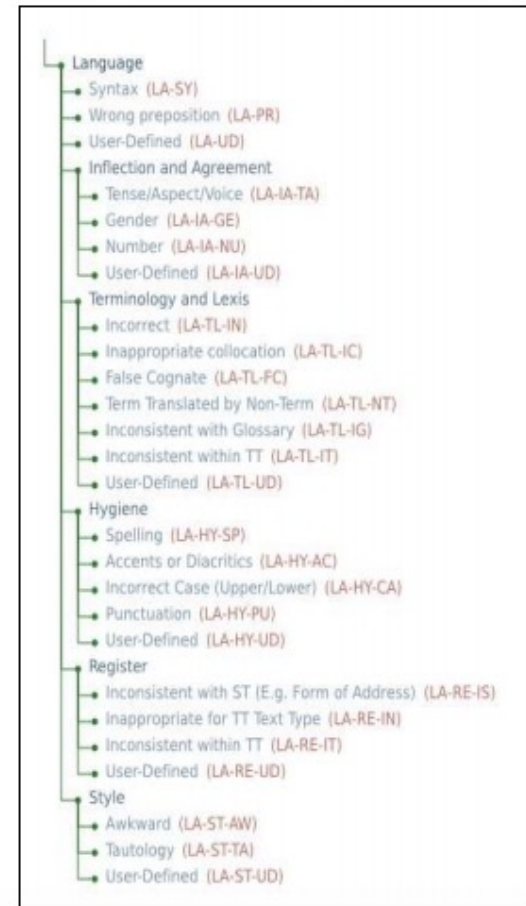 Language
Syntax (LA-SY)
Wrong preposition (LA-PR)
User-Defined (LA-UD)
Inflection and Agreement
Tense/Aspect/Voice (LA-IA-TA)
Gender (LA-IA-GE)
Number (LA-IA-NU)
User-Defined (LA-IA-UD)
Terminology and Lexis
Incorrect (LA-TL-IN)
Inappropriate collocation (LA-TL-IC)
False Cognate (LA-TL-FC)
Term Translated by Non-Term (LA-TL-NT)
Inconsistent with Glossary (LA-TL-IG)
Inconsistent within TT (LA-TL-IT)
User-Defined (LA-TL-UD)
Hygiene
Spelling (LA-HY-SP)
Accents or Diacritics (LA-HY-AC)
Incorrect Case (Upper/Lower) (LA-HY-CA)
Punctuation (LA-HY-PU)
User-Defined (LA-HY-UD)
Register
Inconsistent with ST (E.g. Form of Address) (LA-RE-IS)
Inappropriate for TT Text Type (LA-RE-IN)
Inconsistent within TT (LA-RE-IT)
User-Defined (LA-RE-UD)
Style
Awkward (LA-ST-AW)
Tautology (LA-ST-TA)
User-Defined (LA-ST-UD)